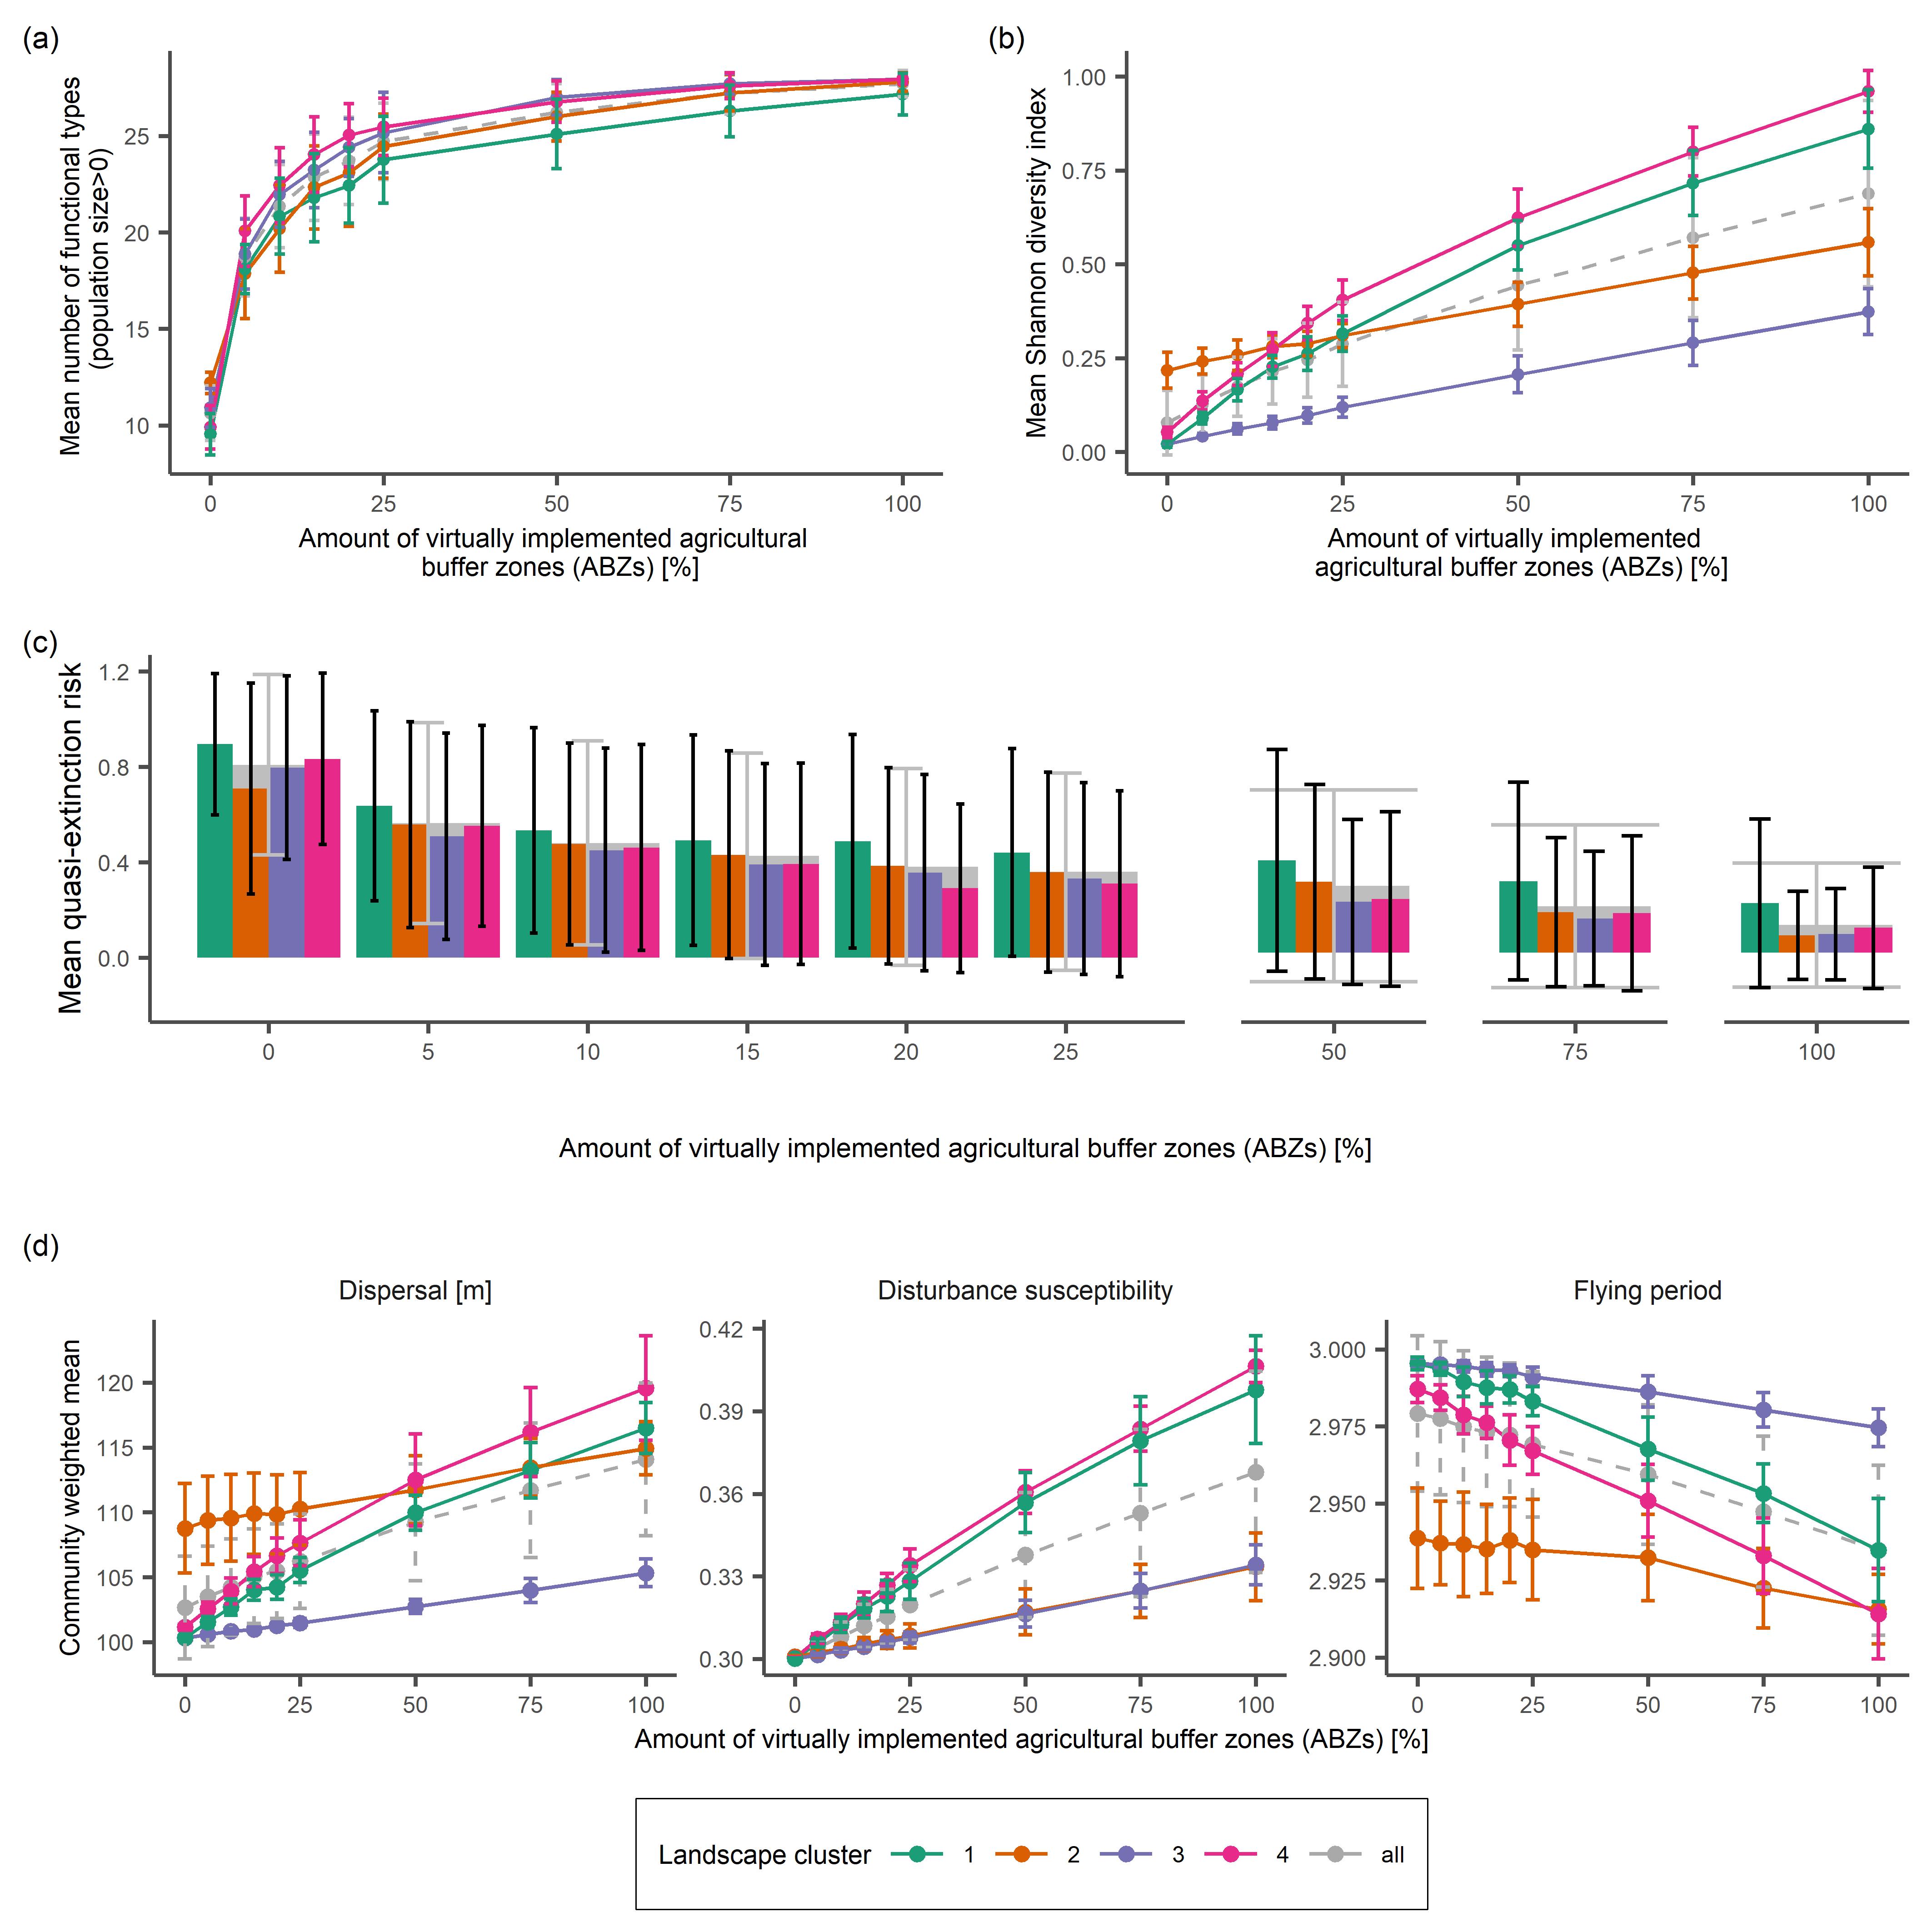 (a)
Mean number of functional types
(population size>0)
25
20
15
10
0 25 50 75 100
Amount of virtually implemented agricultural
buffer zones (ABZs) [%]
(b)
Mean Shannon diversity index
1.00
0.75
0.50
0.25
0.00
0 25 50 75 100
Amount of virtually implemented
agricultural buffer zones (ABZs) [%]
(c)
Mean quasi-extinction risk
1.2
0.8
0.4
0.0
0 5 10 15 20 25 50 75 100
Amount of virtually implemented agricultural buffer zones (ABZs) [%]
(d)
Community weighted mean
Dispersal [m]
120
115
110
105
100
0 25 50 75 100
Disturbance susceptibility
0.42
0.39
0.36
0.33
0.30
0 25 50 75 100
Flying period
3.000
2.975
2.950
2.925
2.900
0 25 50 75 100
Amount of virtually implemented agricultural buffer zones (ABZs) [%]
Landscape cluster 1 2 3 4 all